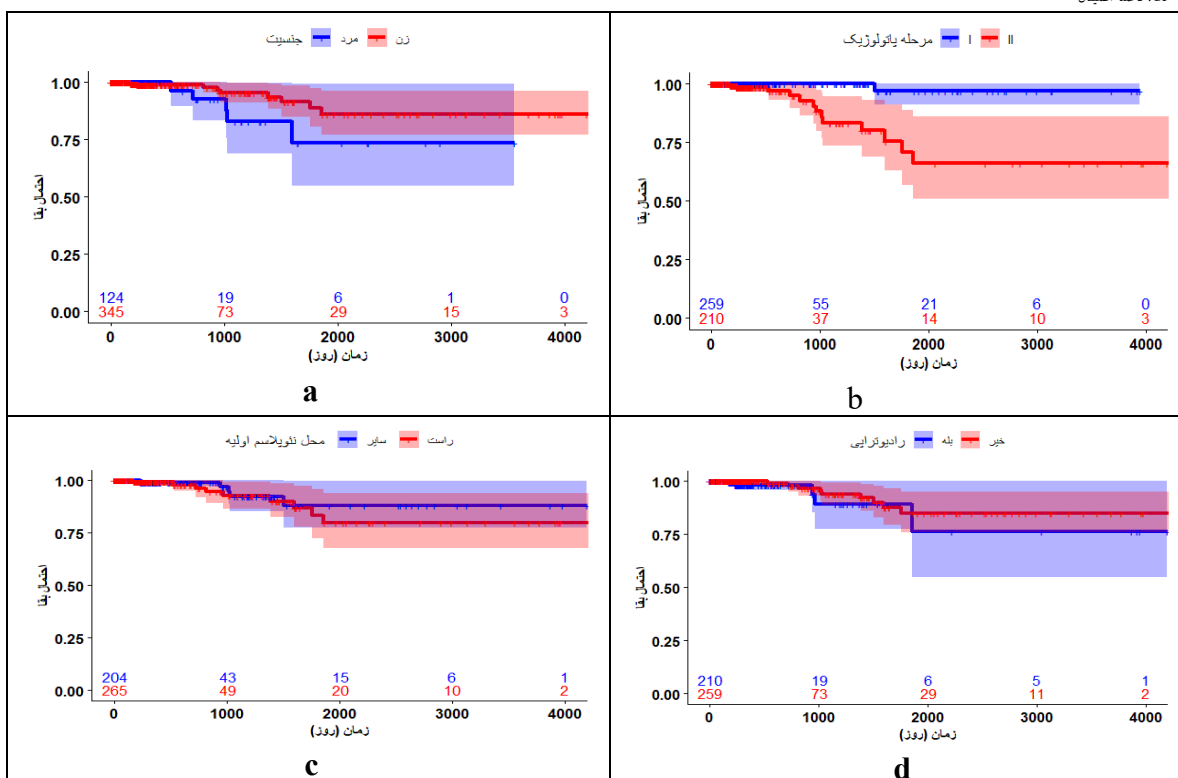 جنسیت مرد زن
1.00
0.75
0.50
0.25
0.00
احتمال بقا
124 19 6 1 0
345 73 29 15 3
0 1000 2000 3000 4000
زمان (روز)
a
مرحله پاتولوژیک I II
1.00
0.75
0.50
0.25
0.00
احتمال بقا
259 55 21 6 0
210 37 14 10 3
0 1000 2000 3000 4000
زمان (روز)
b
محل نئوپلاسم اولیه سایر راست
1.00
0.75
0.50
0.25
0.00
احتمال بقا
204 43 15 6 1
265 49 20 10 2
0 1000 2000 3000 4000
زمان (روز)
c
رادیوتراپی بله خیر
1.00
0.75
0.50
0.25
0.00
احتمال بقا
210 19 6 5 1
259 73 29 11 2
0 1000 2000 3000 4000
زمان (روز)
d